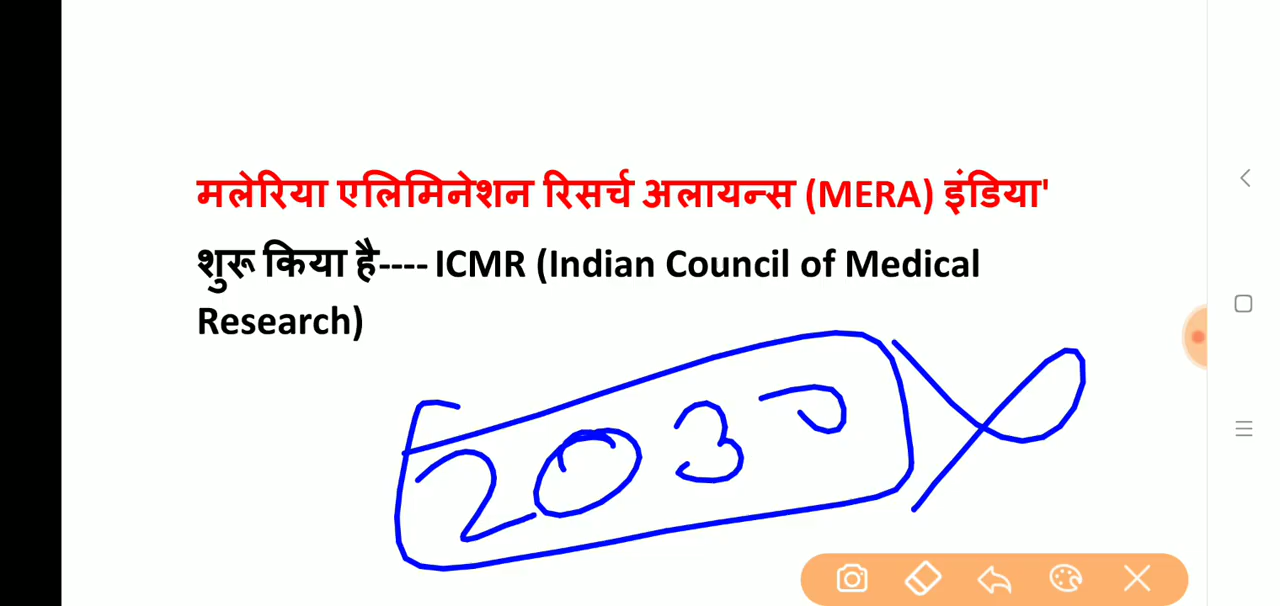 मलेरिया एलिमिनेशन रिसर्च अलायन्स (MERA) इंडिया'
शुरू किया है---- ICMR (Indian Council of Medical
Research)
2030